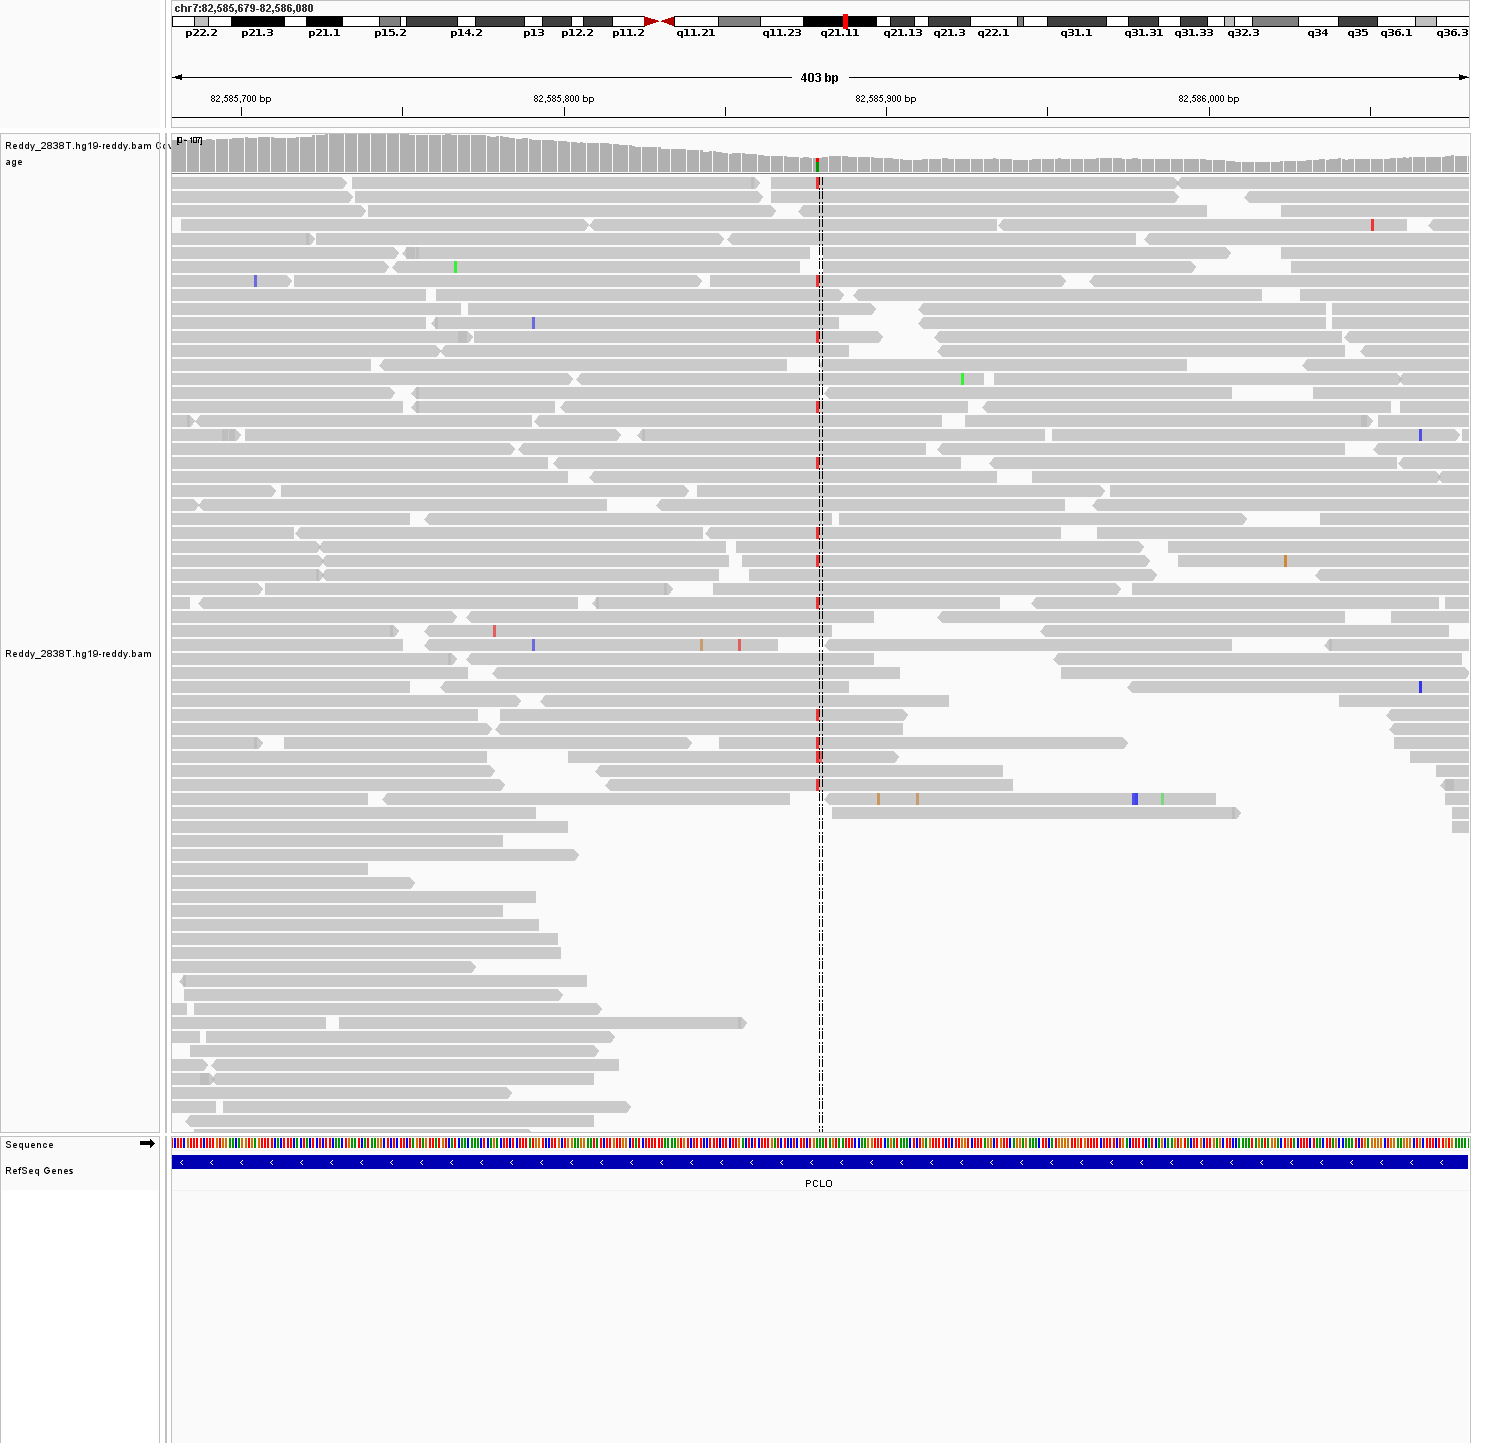 chr7:82,585,679-82,586,080
p22.2 p21.3 p21.1 p15.2 p14.2 p13 p12.2 p11.2 q11.21 q11.23 q21.11 q21.13 q21.3 q22.1 q31.1 q31.31 q31.33 q32.3 q34 q35 q36.1 q36.3
403 bp
82,585,700 bp 82,585,800 bp 82,585,900 bp 82,586,000 bp
[0 - 107]
Reddy_2838T.hg19-reddy.bam Cov
age
Reddy_2838T.hg19-reddy.bam
Sequence
RefSeq Genes
PCLO